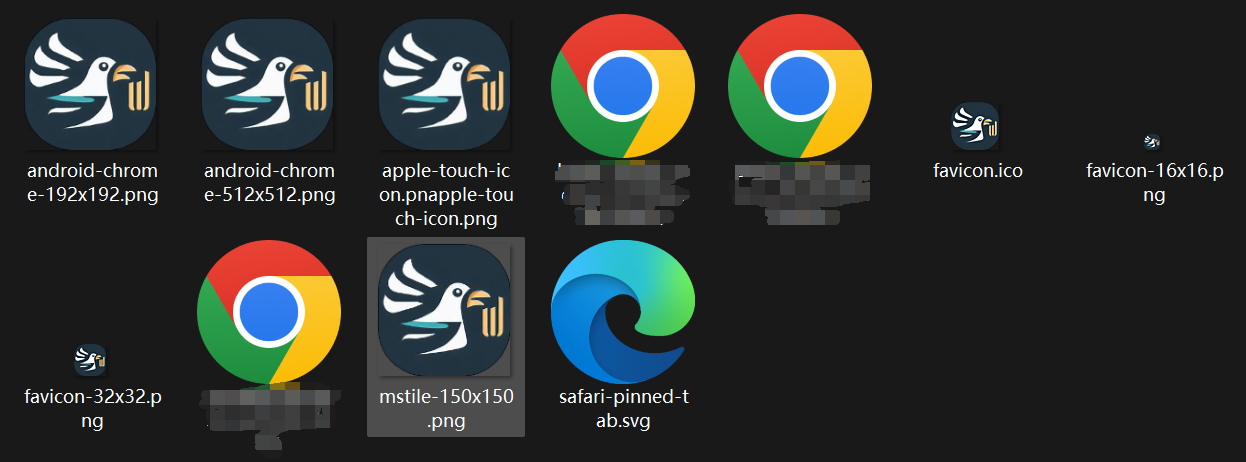 android-chrom
e-192x192.png
android-chrom
e-512x512.png
apple-touch-ic
on.pnapple-tou
ch-icon.png
favicon.ico
favicon-16x16.p
ng
favicon-32x32.p
ng
mstile-150x150
.png
safari-pinned-t
ab.svg